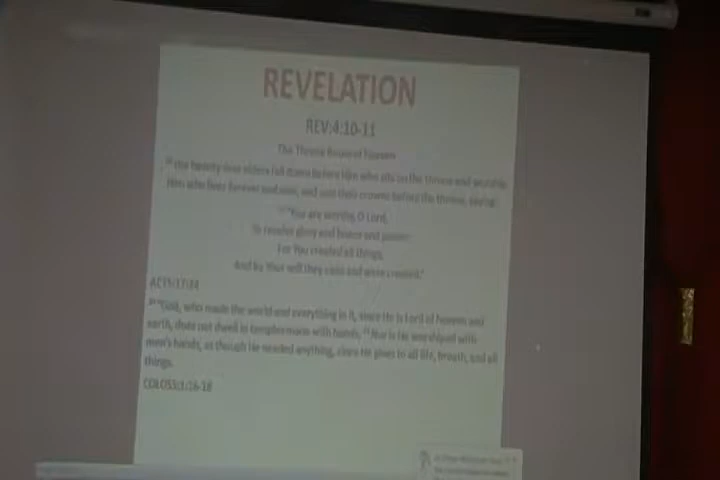 REVELATION
REV:4:10-11
The Throne Room of Heaven
the twenty-four elders fall down before Him who sits on the throne and worship
Him who lives forever and ever, and cast their crowns before the throne, saying:
"You are worthy, O Lord,
To receive glory and honor and power;
For You created all things,
And by Your will they exist and were created."
ACTS:17:24
"God, who made the world and everything in it, since He is Lord of heaven and
earth, does not dwell in temples made with hands. Nor is He worshiped with
men's hands, as though He needed anything, since He gives to all life, breath, and all
things.
COLOSS:1:16-18